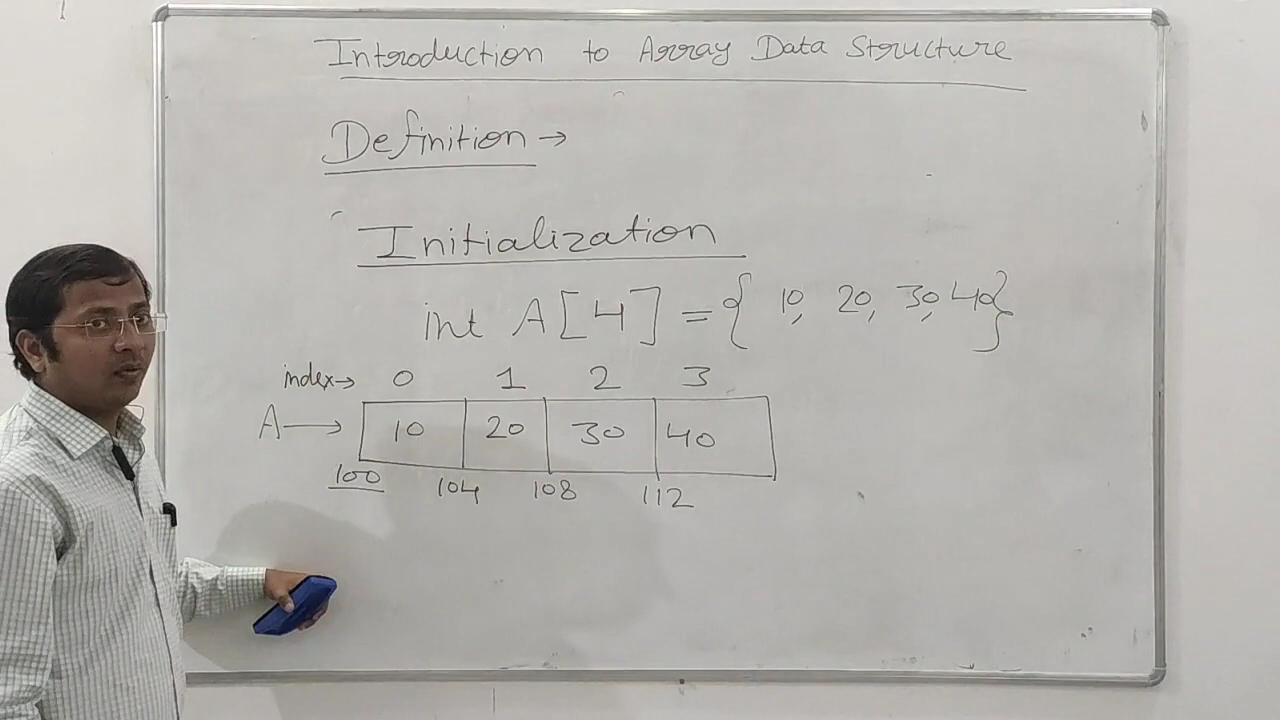 Introduction to Array Data Structure
Definition →
Initialization
int A[4] = { 10, 20, 30, 40}
index→ 0 1 2 3
A → 10 20 30 40
100 104 108 112